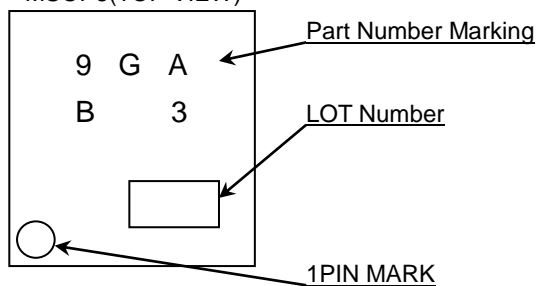 MSOP8(TOP VIEW)
Part Number Marking
9 G A
B 3
LOT Number
1PIN MARK